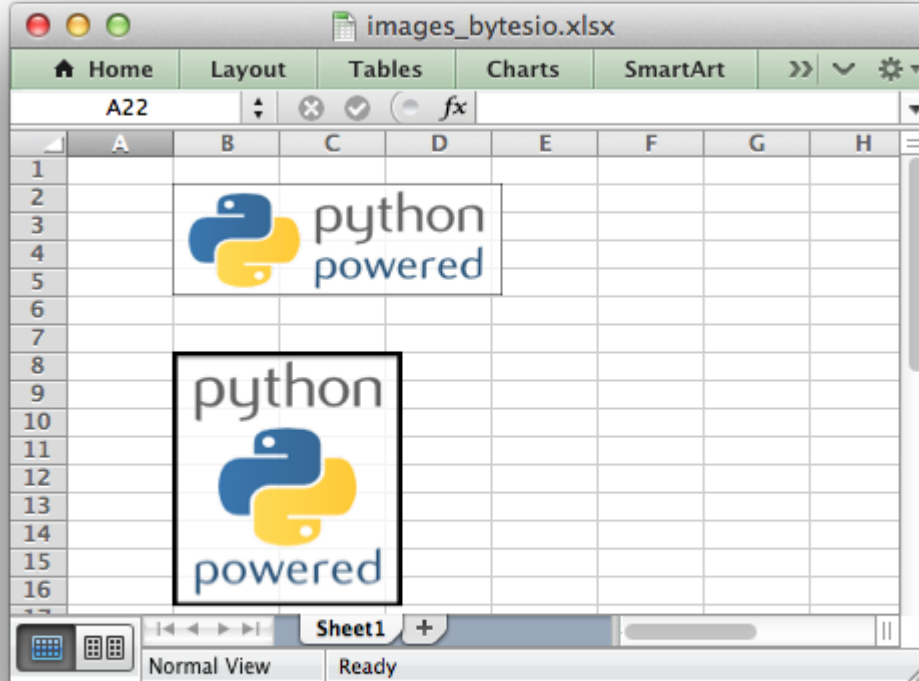 images_bytesio.xlsx
Home Layout Tables Charts SmartArt
A22 fx
A B C D E F G H
1
2
3
4
5
6
7
8
9
10
11
12
13
14
15
16
python
powered
python
powered
Sheet1 +
Normal View Ready